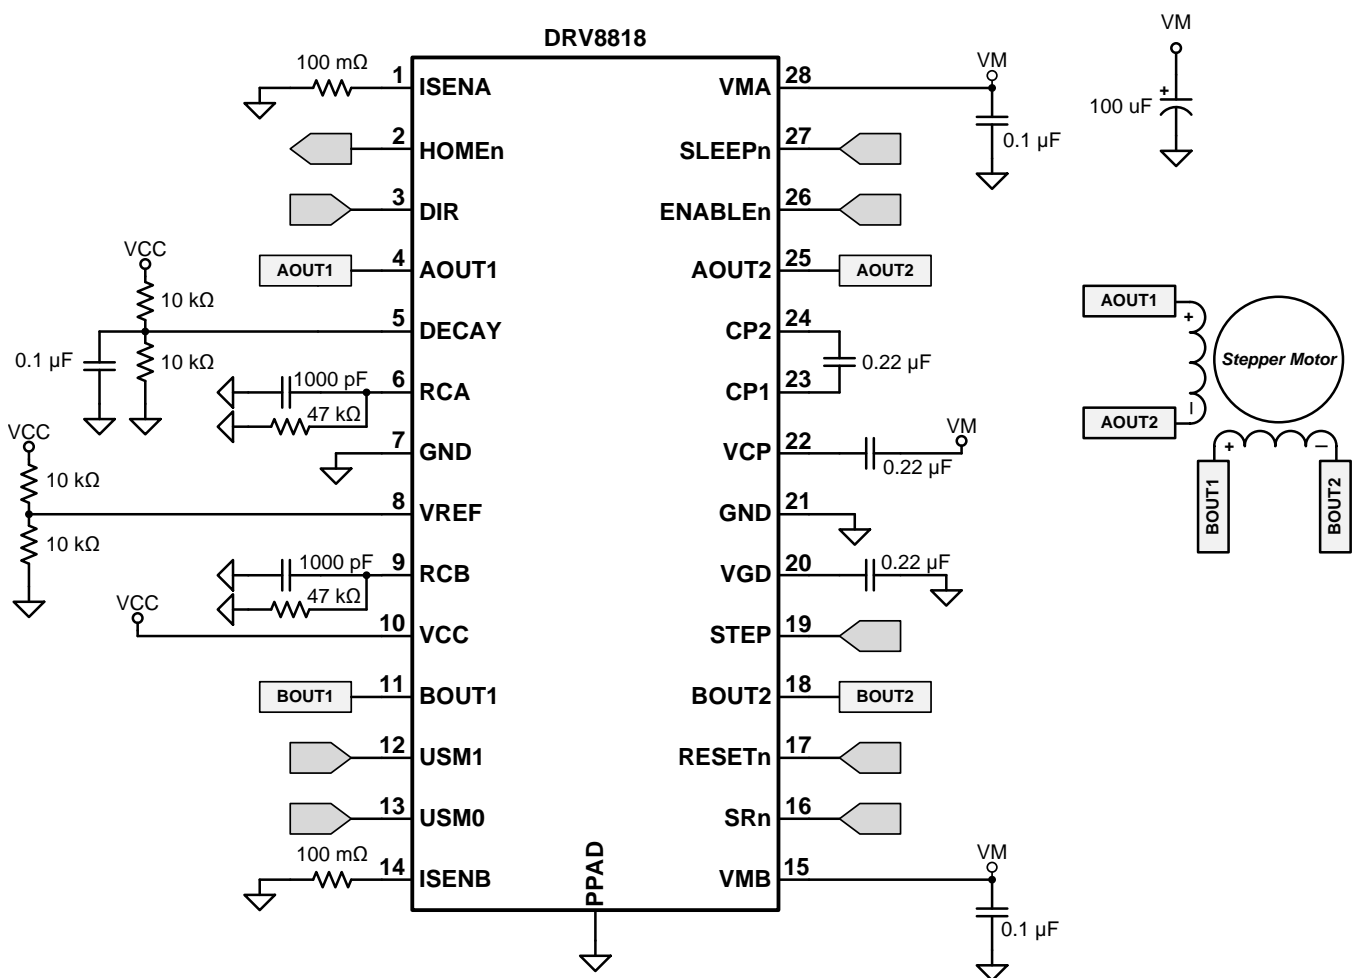 DRV8818
VM
100 uF
+
100 mΩ
1
ISENA
VMA
28
VM
0.1 µF
2
HOMEn
SLEEPn
27
3
DIR
ENABLEn
26
VCC
10 kΩ
AOUT1
4
AOUT1
AOUT2
25
AOUT2
5
DECAY
CP2
24
0.1 µF
10 kΩ
0.22 µF
1000 pF
6
RCA
CP1
23
47 kΩ
VCC
7
GND
VCP
22
0.22 µF
VM
10 kΩ
8
VREF
GND
21
10 kΩ
1000 pF
9
RCB
VGD
20
0.22 µF
47 kΩ
VCC
10
VCC
STEP
19
BOUT1
11
BOUT1
BOUT2
18
BOUT2
12
USM1
RESETn
17
13
USM0
SRn
16
100 mΩ
14
ISENB
VMB
15
VM
0.1 µF
PPAD
AOUT1
+
Stepper Motor
–
AOUT2
+
–
BOUT1
BOUT2